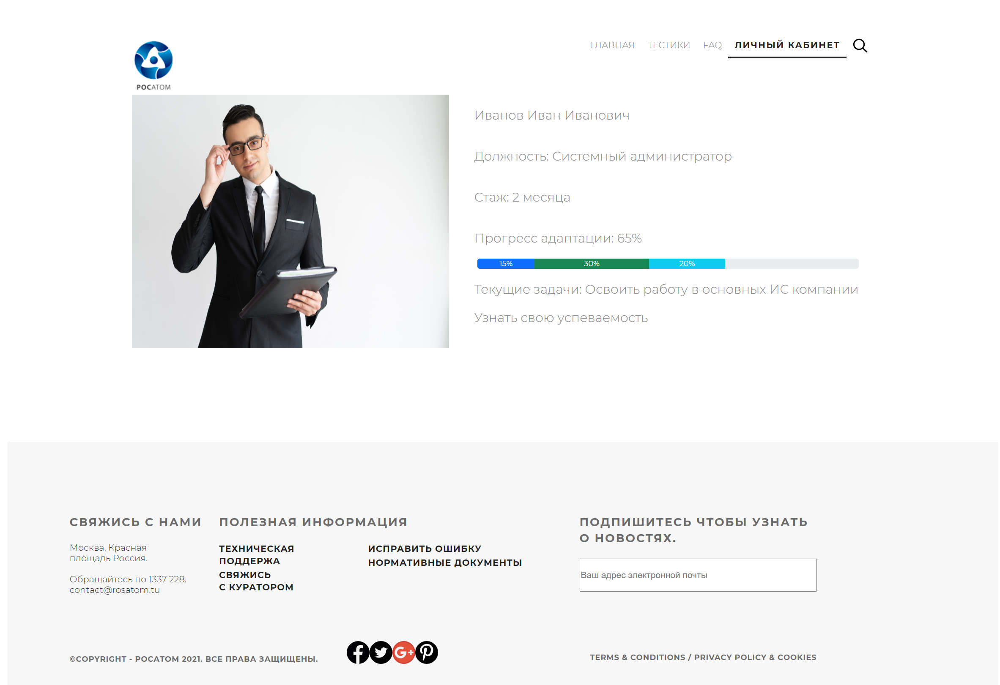 ГЛАВНАЯ ТЕСТИКИ FAQ ЛИЧНЫЙ КАБИНЕТ
РОСАТОМ
Иванов Иван Иванович
Должность: Системный администратор
Стаж: 2 месяца
Прогресс адаптации: 65%
15% 30% 20%
Текущие задачи: Освоить работу в основных ИС компании
Узнать свою успеваемость
СВЯЖИСЬ С НАМИ
Москва, Красная
площадь Россия.
Обращайтесь по 1337 228.
contact@rosatom.tu
ПОЛЕЗНАЯ ИНФОРМАЦИЯ
ТЕХНИЧЕСКАЯ
ПОДДЕРЖА
СВЯЖИСЬ
С КУРАТОРОМ
ИСПРАВИТЬ ОШИБКУ
НОРМАТИВНЫЕ ДОКУМЕНТЫ
ПОДПИШИТЕСЬ ЧТОБЫ УЗНАТЬ
О НОВОСТЯХ.
Ваш адрес электронной почты
©COPYRIGHT - РОСАТОМ 2021. ВСЕ ПРАВА ЗАЩИЩЕНЫ.
TERMS & CONDITIONS / PRIVACY POLICY & COOKIES